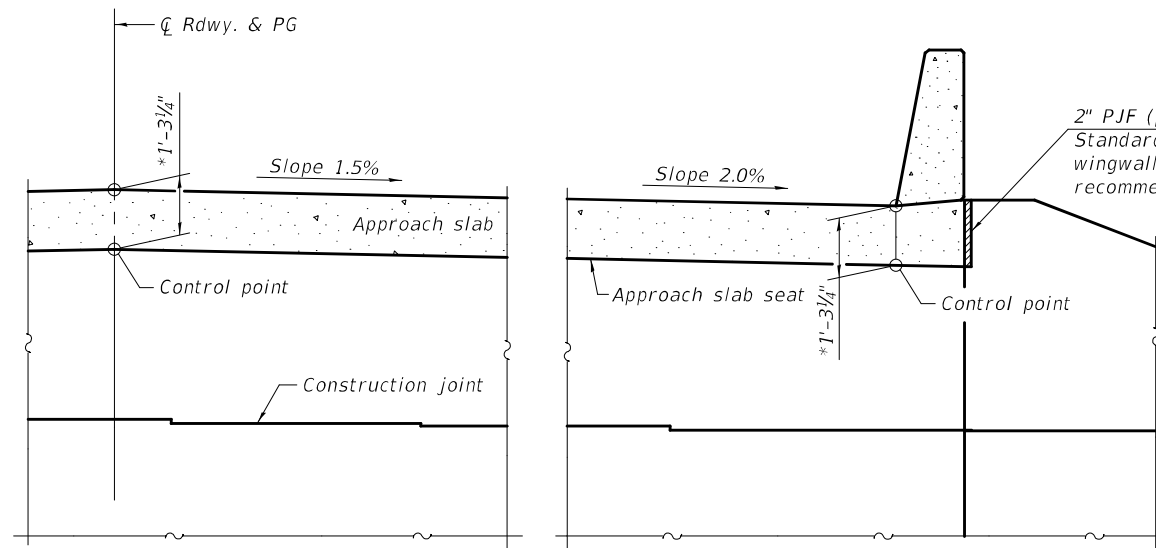 ℄ Rdwy. & PG
*1'-3¼"
Slope 1.5%
Approach slab
Control point
Construction joint
Slope 2.0%
2" PJF (
Standard
wingwall
recomme
Approach slab seat
*1'-3¼"
Control point